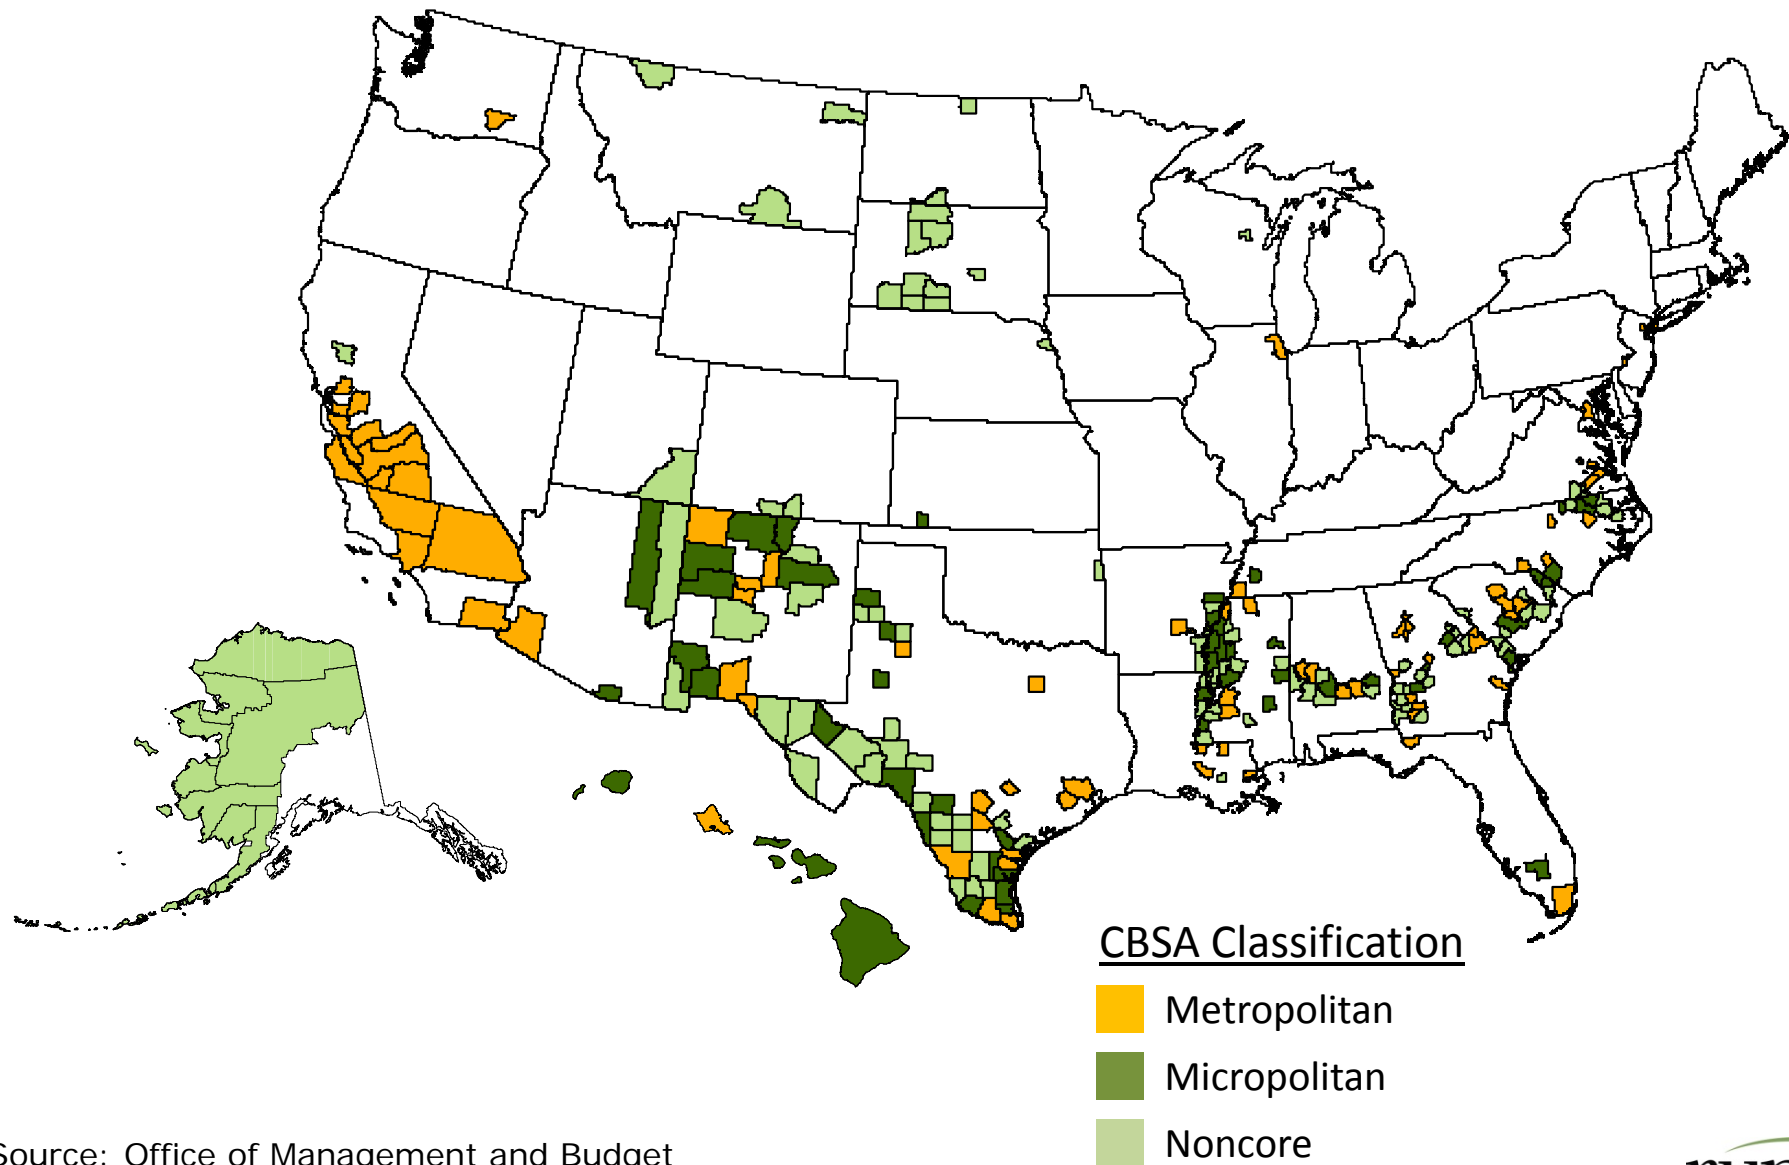 CBSA Classification
Metropolitan
Micropolitan
Noncore
Source: Office of Management and Budget